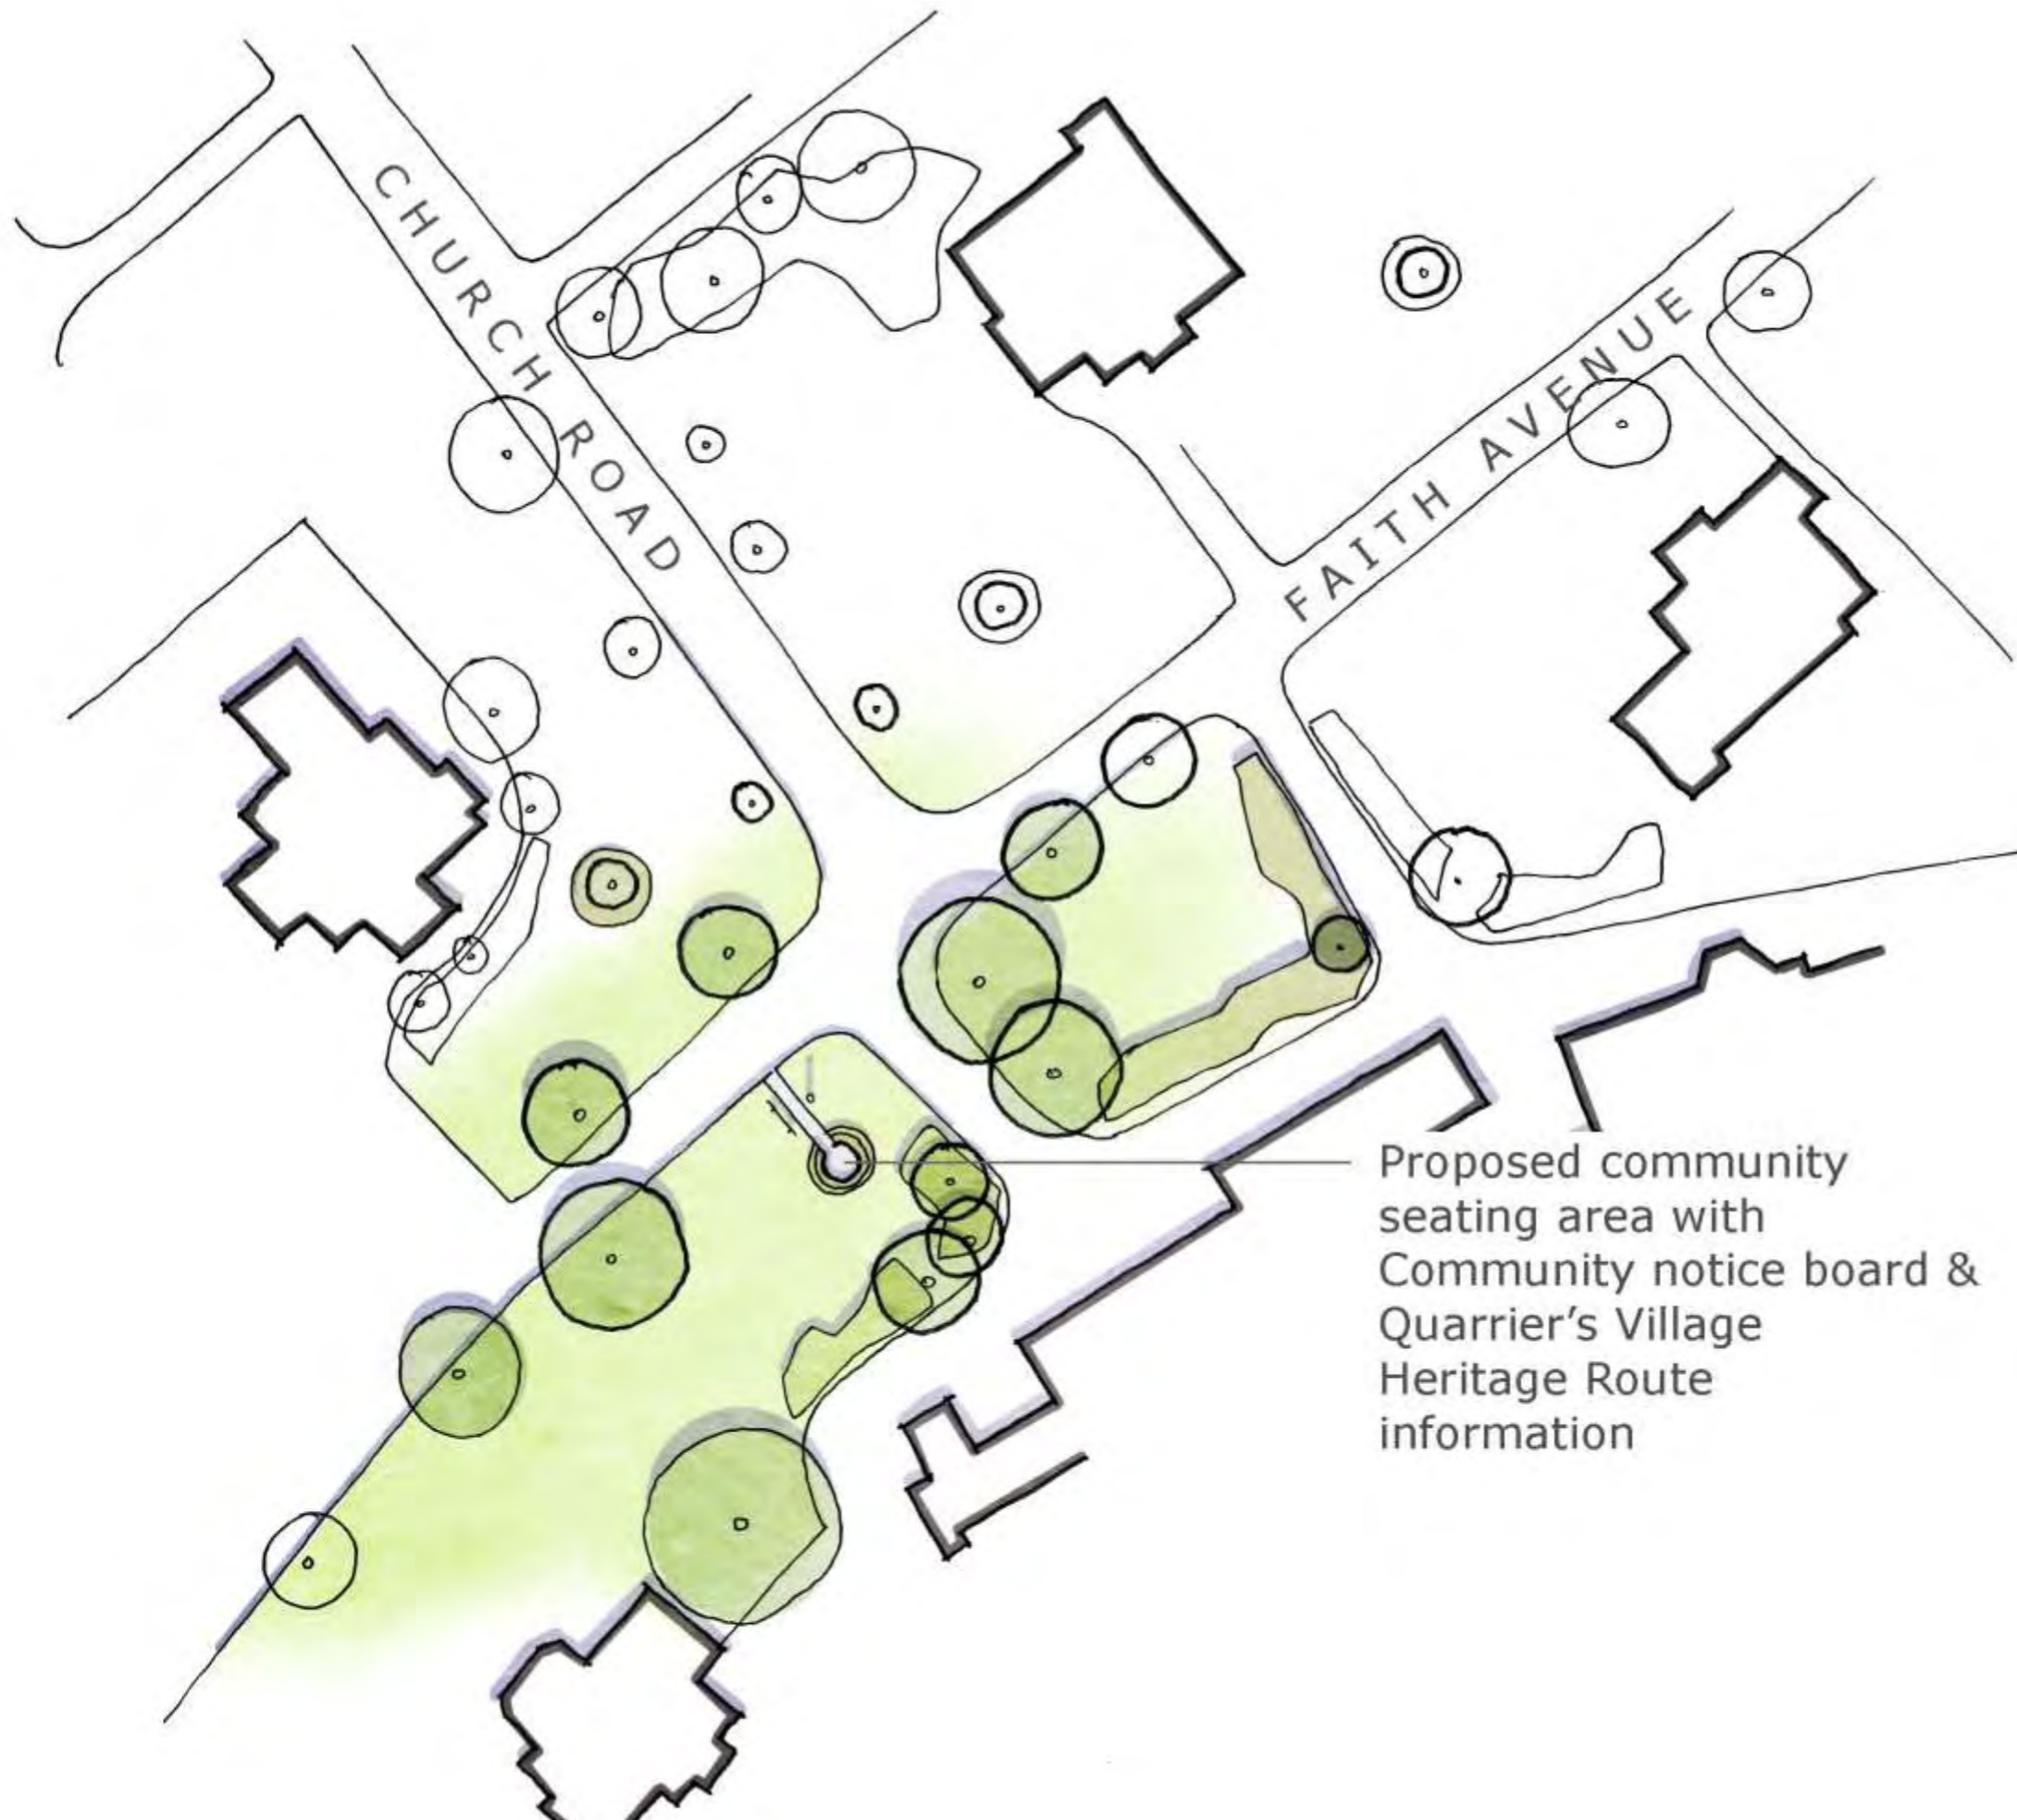 CHURCH ROAD
FAITH AVENUE
Proposed community
seating area with
Community notice board &
Quarrier's Village
Heritage Route
information